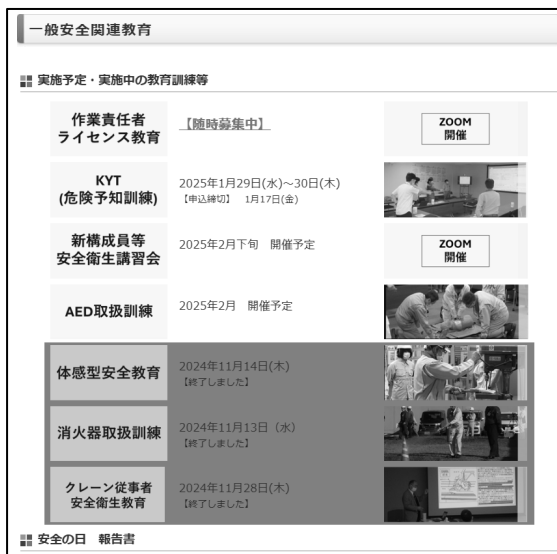 一般安全関連教育
実施予定・実施中の教育訓練等
作業責任者
ライセンス教育
【随時募集中】
ZOOM
開催
KYT
(危険予知訓練)
2025年1月29日(水)～30日(木)
【申込締切】 1月17日(金)
新構成員等
安全衛生講習会
2025年2月下旬 開催予定
ZOOM
開催
AED取扱訓練
2025年2月 開催予定
体感型安全教育
2024年11月14日(木)
【終了しました】
消火器取扱訓練
2024年11月13日（水）
【終了しました】
クレーン従事者
安全衛生教育
2024年11月28日(木)
【終了しました】
安全の日 報告書